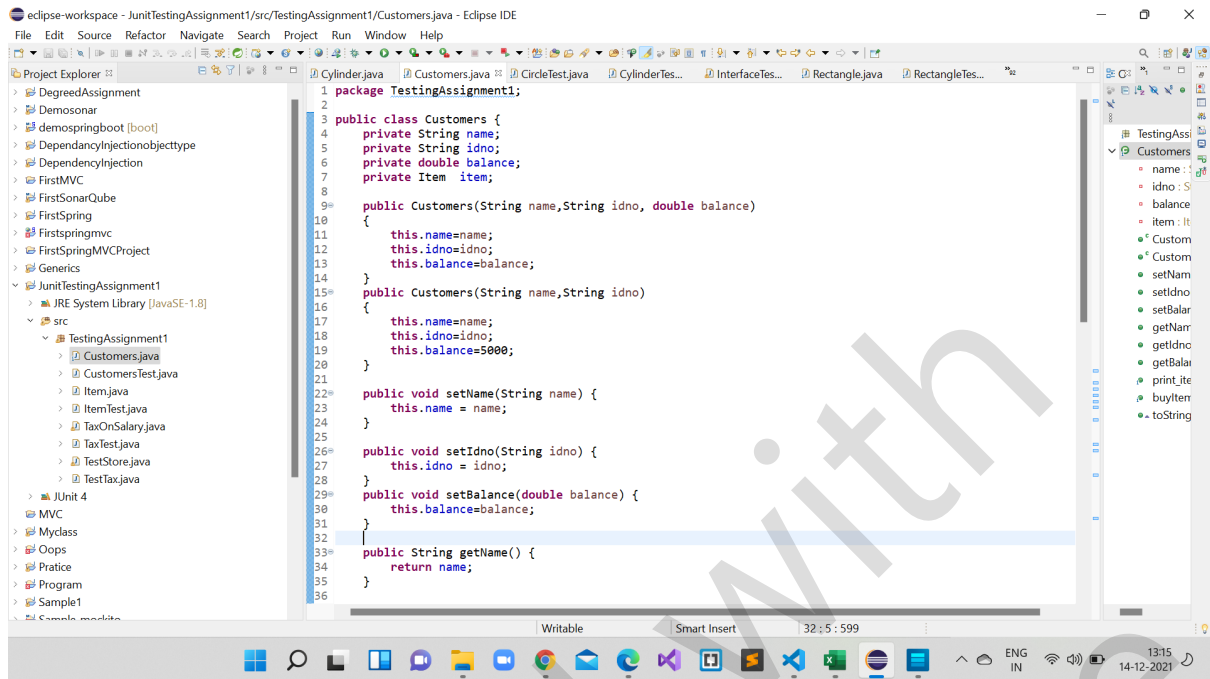 eclipse-workspace - JunitTestingAssignment1/src/TestingAssignment1/Customers.java - Eclipse IDE
File Edit Source Refactor Navigate Search Project Run Window Help
Project Explorer
DegreedAssignment
Demosonar
demospringboot [boot]
DependancyInjectionobjecttype
DependencyInjection
FirstMVC
FirstSonarQube
FirstSpring
Firstspringmvc
FirstSpringMVCProject
Generics
JunitTestingAssignment1
JRE System Library [JavaSE-1.8]
src
TestingAssignment1
Customers.java
CustomersTest.java
Item.java
ItemTest.java
TaxOnSalary.java
TaxTest.java
TestStore.java
TestTax.java
JUnit 4
MVC
Myclass
Oops
Pratice
Program
Sample1
Sample mockito
Cylinder.java Customers.java CircleTest.java CylinderTes... InterfaceTes... Rectangle.java RectangleTes... »92
1 package TestingAssignment1;
2
3 public class Customers {
4 private String name;
5 private String idno;
6 private double balance;
7 private Item item;
8
9 public Customers(String name,String idno, double balance)
10 {
11 this.name=name;
12 this.idno=idno;
13 this.balance=balance;
14 }
15 public Customers(String name,String idno)
16 {
17 this.name=name;
18 this.idno=idno;
19 this.balance=5000;
20 }
21
22 public void setName(String name) {
23 this.name = name;
24 }
25
26 public void setIdno(String idno) {
27 this.idno = idno;
28 }
29 public void setBalance(double balance) {
30 this.balance=balance;
31 }
32
33 public String getName() {
34 return name;
35 }
36
»1
TestingAssi
Customers
name : S
idno : S
balance
item : It
Custom
Custom
setNam
setIdno
setBalar
getNam
getIdno
getBalar
print_ite
buyItem
toString
Writable Smart Insert 32 : 5 : 599
ENG
IN
13:15
14-12-2021
with